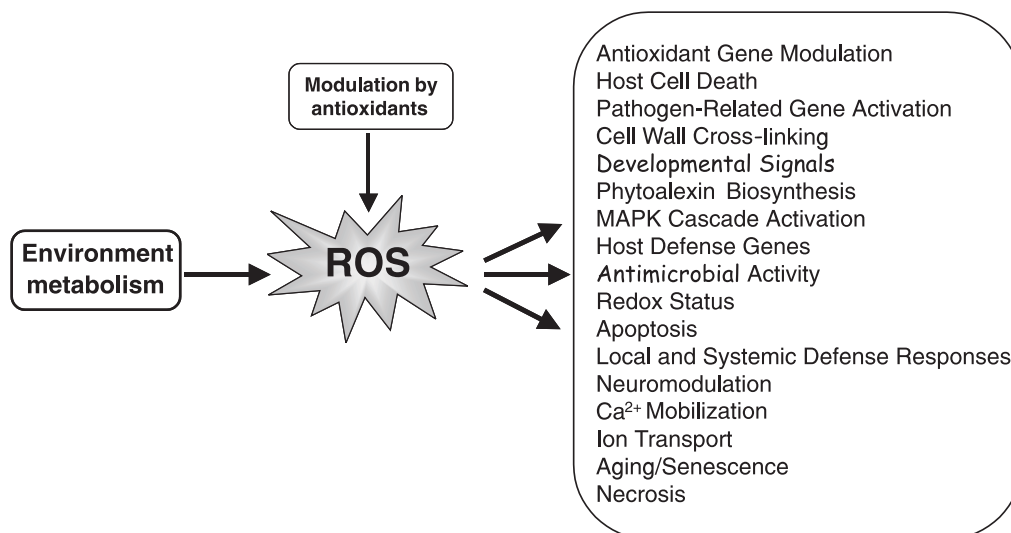 Modulation by
antioxidants
Environment
metabolism
ROS
Antioxidant Gene Modulation
Host Cell Death
Pathogen-Related Gene Activation
Cell Wall Cross-linking
Developmental Signals
Phytoalexin Biosynthesis
MAPK Cascade Activation
Host Defense Genes
Antimicrobial Activity
Redox Status
Apoptosis
Local and Systemic Defense Responses
Neuromodulation
Ca²⁺ Mobilization
Ion Transport
Aging/Senescence
Necrosis